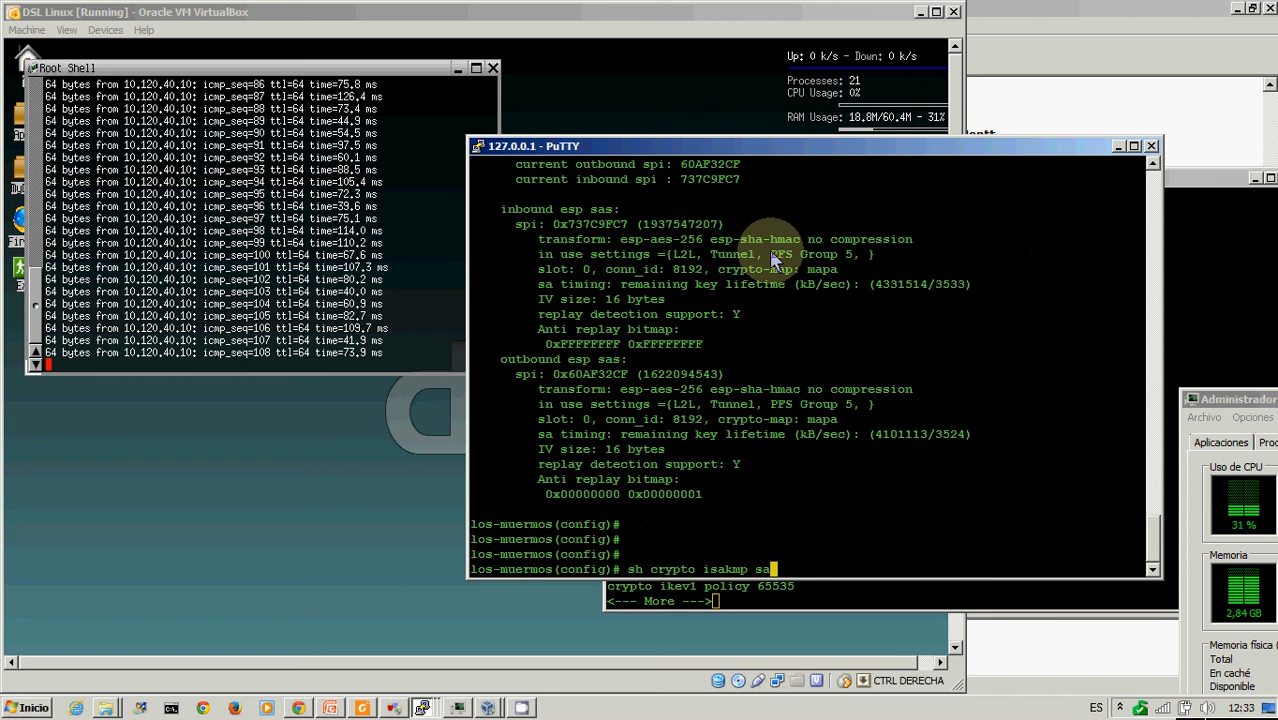 DSL Linux [Running] - Oracle VM VirtualBox
Machine View Devices Help
Root Shell
64 bytes from 10.120.40.10: icmp_seq=86 ttl=64 time=75.8 ms
64 bytes from 10.120.40.10: icmp_seq=87 ttl=64 time=126.4 ms
64 bytes from 10.120.40.10: icmp_seq=88 ttl=64 time=73.4 ms
64 bytes from 10.120.40.10: icmp_seq=89 ttl=64 time=44.9 ms
64 bytes from 10.120.40.10: icmp_seq=90 ttl=64 time=54.5 ms
64 bytes from 10.120.40.10: icmp_seq=91 ttl=64 time=97.5 ms
64 bytes from 10.120.40.10: icmp_seq=92 ttl=64 time=60.1 ms
64 bytes from 10.120.40.10: icmp_seq=93 ttl=64 time=88.5 ms
64 bytes from 10.120.40.10: icmp_seq=94 ttl=64 time=105.4 ms
64 bytes from 10.120.40.10: icmp_seq=95 ttl=64 time=72.3 ms
64 bytes from 10.120.40.10: icmp_seq=96 ttl=64 time=39.6 ms
64 bytes from 10.120.40.10: icmp_seq=97 ttl=64 time=75.1 ms
64 bytes from 10.120.40.10: icmp_seq=98 ttl=64 time=114.0 ms
64 bytes from 10.120.40.10: icmp_seq=99 ttl=64 time=110.2 ms
64 bytes from 10.120.40.10: icmp_seq=100 ttl=64 time=67.6 ms
64 bytes from 10.120.40.10: icmp_seq=101 ttl=64 time=107.3 ms
64 bytes from 10.120.40.10: icmp_seq=102 ttl=64 time=60.2 ms
64 bytes from 10.120.40.10: icmp_seq=103 ttl=64 time=40.0 ms
64 bytes from 10.120.40.10: icmp_seq=104 ttl=64 time=60.9 ms
64 bytes from 10.120.40.10: icmp_seq=105 ttl=64 time=82.7 ms
64 bytes from 10.120.40.10: icmp_seq=106 ttl=64 time=109.7 ms
64 bytes from 10.120.40.10: icmp_seq=107 ttl=64 time=41.9 ms
64 bytes from 10.120.40.10: icmp_seq=108 ttl=64 time=73.9 ms
Up: 0 k/s - Down: 0 k/s
Processes: 21
CPU Usage: 0%
RAM Usage: 18.8M/60.4M - 31%
127.0.0.1 - PuTTY
current outbound spi: 60AF32CF
current inbound spi : 737C9FC7
inbound esp sas:
spi: 0x737C9FC7 (1937547207)
transform: esp-aes-256 esp-sha-hmac no compression
in use settings ={L2L, Tunnel, PFS Group 5, }
slot: 0, conn_id: 8192, crypto-map: mapa
sa timing: remaining key lifetime (kB/sec): (4331514/3533)
IV size: 16 bytes
replay detection support: Y
Anti replay bitmap:
0xFFFFFFFF 0xFFFFFFFF
outbound esp sas:
spi: 0x60AF32CF (1622094543)
transform: esp-aes-256 esp-sha-hmac no compression
in use settings ={L2L, Tunnel, PFS Group 5, }
slot: 0, conn_id: 8192, crypto-map: mapa
sa timing: remaining key lifetime (kB/sec): (4101113/3524)
IV size: 16 bytes
replay detection support: Y
Anti replay bitmap:
0x00000000 0x00000001
los-muermos(config)#
los-muermos(config)#
los-muermos(config)#
los-muermos(config)# sh crypto isakmp sa
crypto ikev1 policy 65535
<--- More --->
Administrador
Archivo Opciones
Aplicaciones
Uso de CPU
31 %
Memoria
2,84 GB
Memoria física
Total
En caché
Disponible
CTRL DERECHA
Inicio
ES
12:33